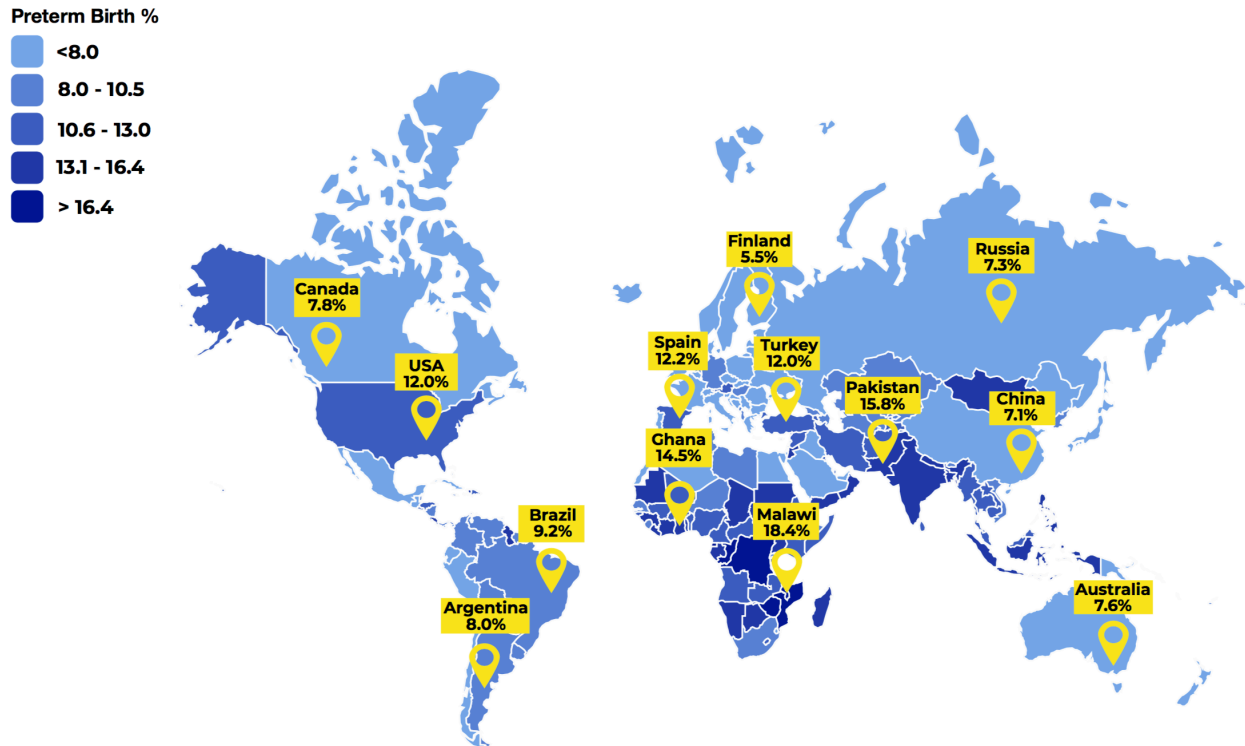 Preterm Birth %
<8.0
8.0 - 10.5
10.6 - 13.0
13.1 - 16.4
> 16.4
Finland
5.5%
Russia
7.3%
Canada
7.8%
Spain
12.2%
Turkey
12.0%
USA
12.0%
Pakistan
15.8%
China
7.1%
Ghana
14.5%
Brazil
9.2%
Malawi
18.4%
Australia
7.6%
Argentina
8.0%